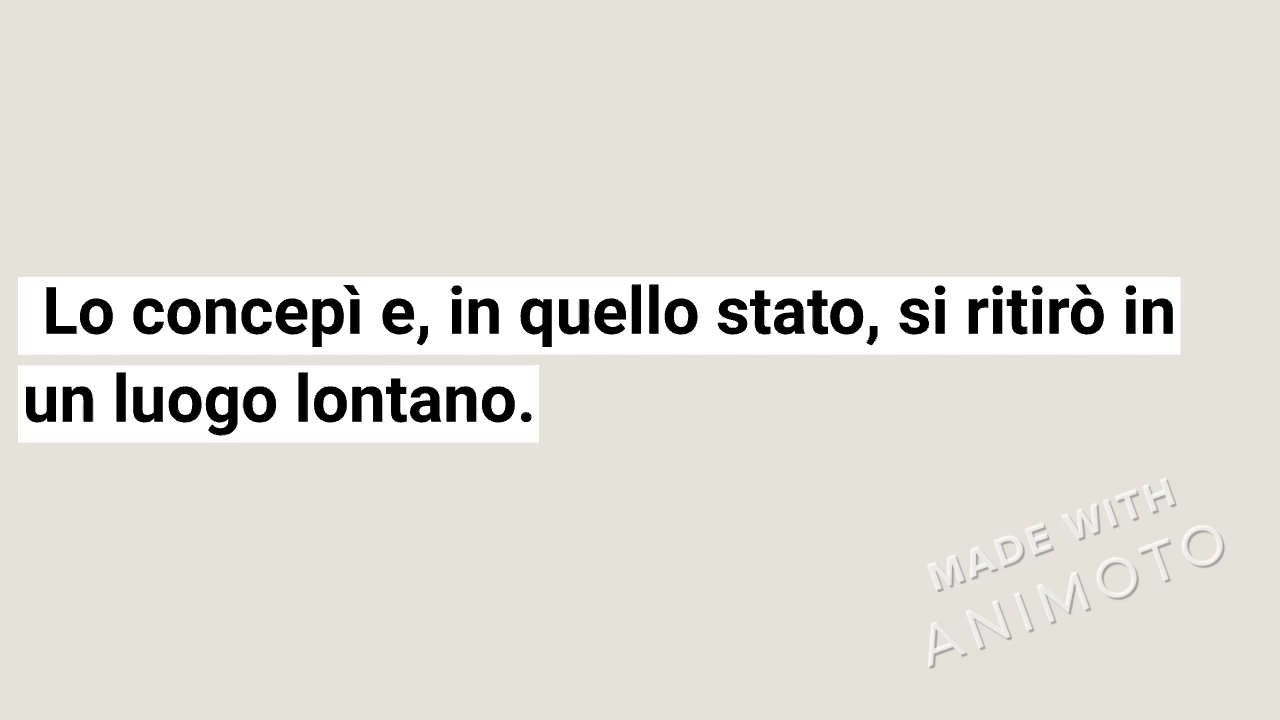 Lo concepì e, in quello stato, si ritirò in
un luogo lontano.
MADE WITH
ANIMOTO